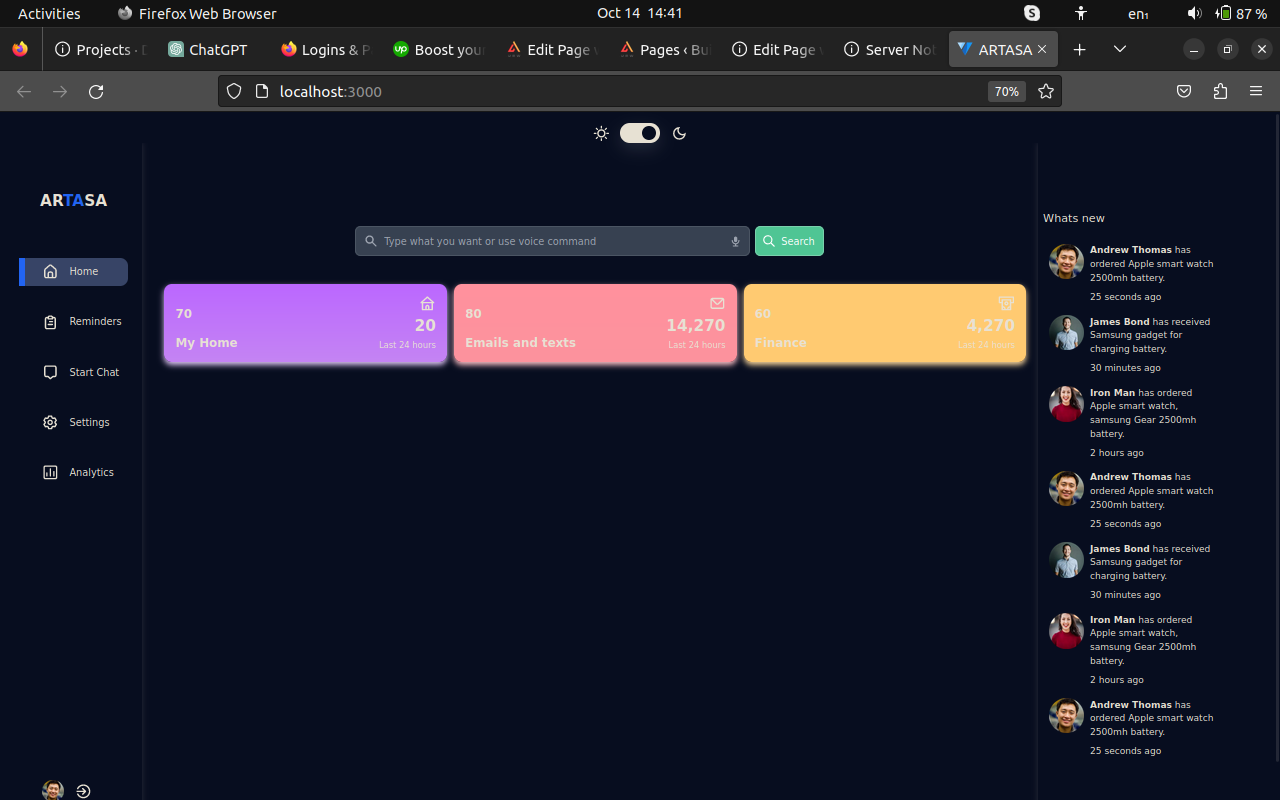 Activities
Firefox Web Browser
Oct 14 14:41
S
en₁
87 %
Projects · D
ChatGPT
Logins & P
up
Boost your
Edit Page
Pages ‹ Bui
Edit Page
Server Not
ARTASA
localhost:3000
70%
ARTASA
Home
Reminders
Start Chat
Settings
Analytics
Type what you want or use voice command
Search
70
20
My Home
Last 24 hours
80
14,270
Emails and texts
Last 24 hours
60
4,270
Finance
Last 24 hours
Whats new
Andrew Thomas has
ordered Apple smart watch
2500mh battery.
25 seconds ago
James Bond has received
Samsung gadget for
charging battery.
30 minutes ago
Iron Man has ordered
Apple smart watch,
samsung Gear 2500mh
battery.
2 hours ago
Andrew Thomas has
ordered Apple smart watch
2500mh battery.
25 seconds ago
James Bond has received
Samsung gadget for
charging battery.
30 minutes ago
Iron Man has ordered
Apple smart watch,
samsung Gear 2500mh
battery.
2 hours ago
Andrew Thomas has
ordered Apple smart watch
2500mh battery.
25 seconds ago